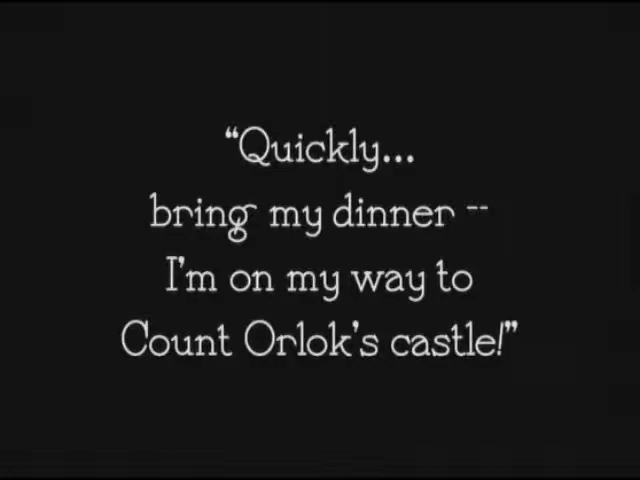 “Quickly...
bring my dinner --
I'm on my way to
Count Orlok's castle!”